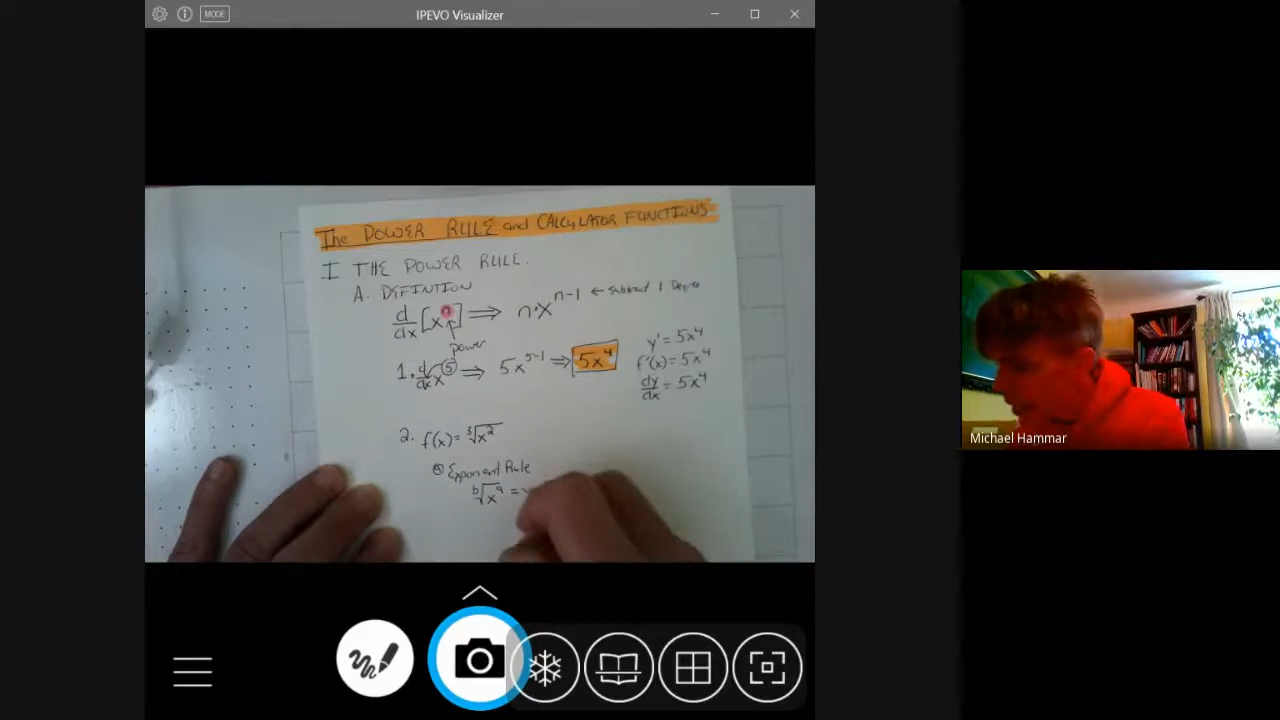 IPEVO Visualizer
MODE
The POWER RULE and CALCULATOR FUNCTIONS
I THE POWER RULE.
A. DEFINTION
d/dx [x^n] ⟹ n·x^(n-1) ← Subtract 1 Degree
power
1. d/dx x^5 ⟹ 5x^(5-1) ⟹ 5x^4
y' = 5x^4
f'(x) = 5x^4
dy/dx = 5x^4
2. f(x) = ∛x^2
Exponent Rule
ᵇ√x^a =
Michael Hammar